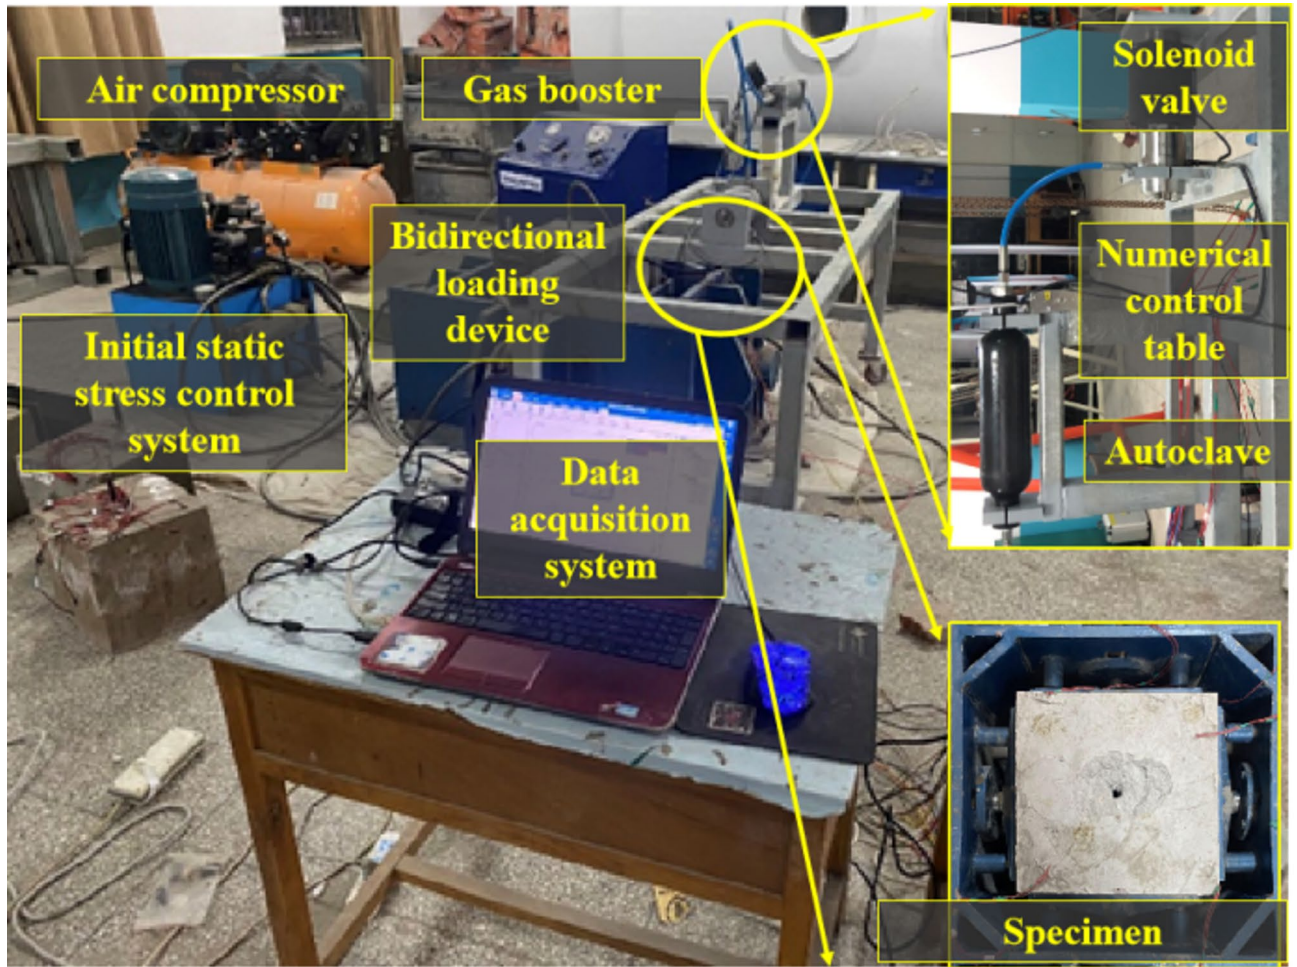 Air compressor
Gas booster
Solenoid
valve
Bidirectional
loading
device
Numerical
control
table
Initial static
stress control
system
Autoclave
Data
acquisition
system
Specimen